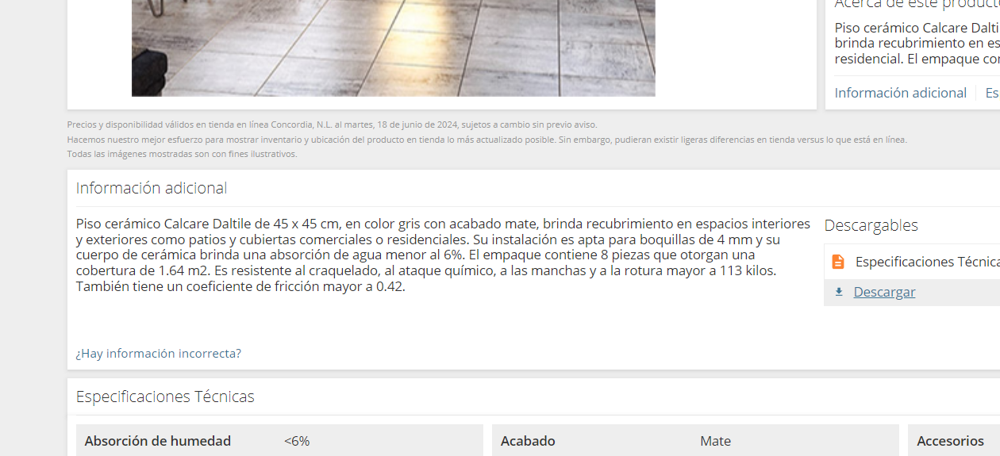 Acerca de este producto
Piso cerámico Calcare Dalti
brinda recubrimiento en es
residencial. El empaque co
Información adicional
Es
Precios y disponibilidad válidos en tienda en línea Concordia, N.L. al martes, 18 de junio de 2024, sujetos a cambio sin previo aviso.
Hacemos nuestro mejor esfuerzo para mostrar inventario y ubicación del producto en tienda lo más actualizado posible. Sin embargo, pudieran existir ligeras diferencias en tienda versus lo que está en línea.
Todas las imágenes mostradas son con fines ilustrativos.
Información adicional
Piso cerámico Calcare Daltile de 45 x 45 cm, en color gris con acabado mate, brinda recubrimiento en espacios interiores
y exteriores como patios y cubiertas comerciales o residenciales. Su instalación es apta para boquillas de 4 mm y su
cuerpo de cerámica brinda una absorción de agua menor al 6%. El empaque contiene 8 piezas que otorgan una
cobertura de 1.64 m2. Es resistente al craquelado, al ataque químico, a las manchas y a la rotura mayor a 113 kilos.
También tiene un coeficiente de fricción mayor a 0.42.
¿Hay información incorrecta?
Descargables
Especificaciones Técnica
Descargar
Especificaciones Técnicas
Absorción de humedad <6%
Acabado Mate
Accesorios